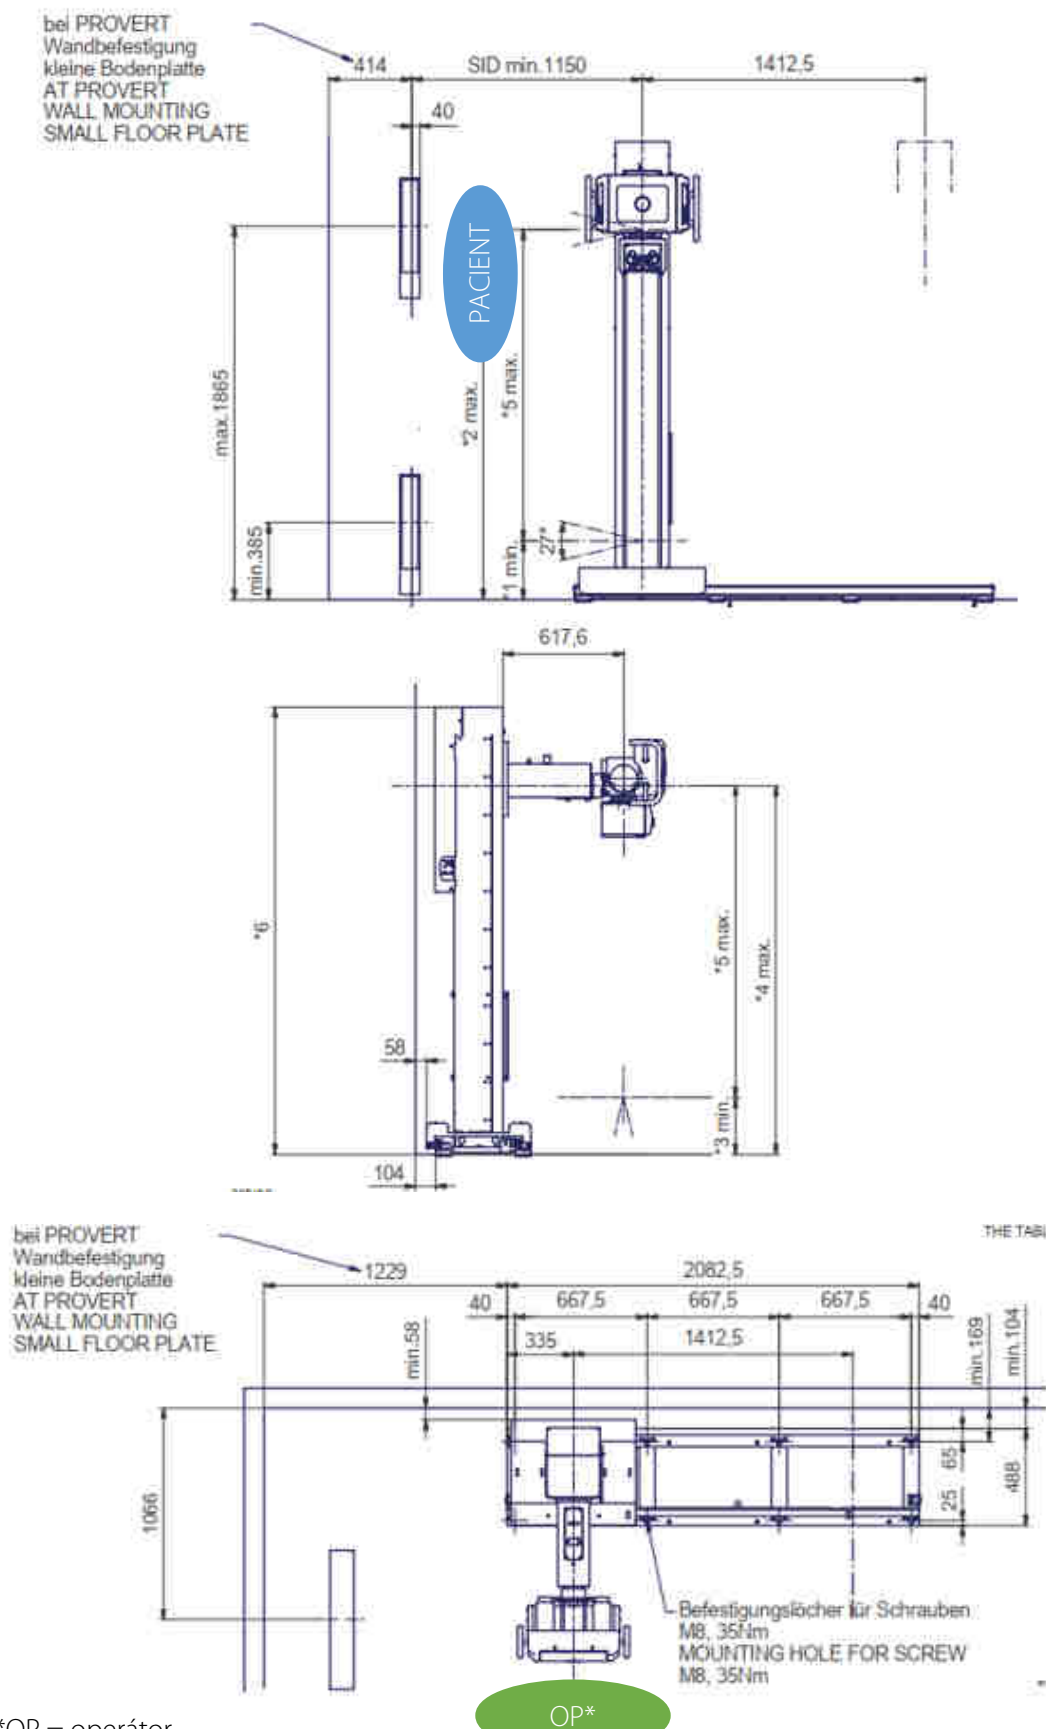 bei PROVERT
Wandbefestigung
kleine Bodenplatte
AT PROVERT
WALL MOUNTING
SMALL FLOOR PLATE
414
SID min.1150
1412,5
40
PACIENT
max.1865
*2 max.
*5 max.
min.385
*1 min.
27°
617,6
*6
*5 max.
*4 max.
58
*3 min.
104
bei PROVERT
Wandbefestigung
kleine Bodenplatte
AT PROVERT
WALL MOUNTING
SMALL FLOOR PLATE
THE TABL
1229
2082,5
40
667,5
667,5
667,5
40
min.58
335
1412,5
min.169
min.104
1066
65
25
488
Befestigungslöcher für Schrauben
M8, 35Nm
MOUNTING HOLE FOR SCREW
M8, 35Nm
OP*
*OP – operátor